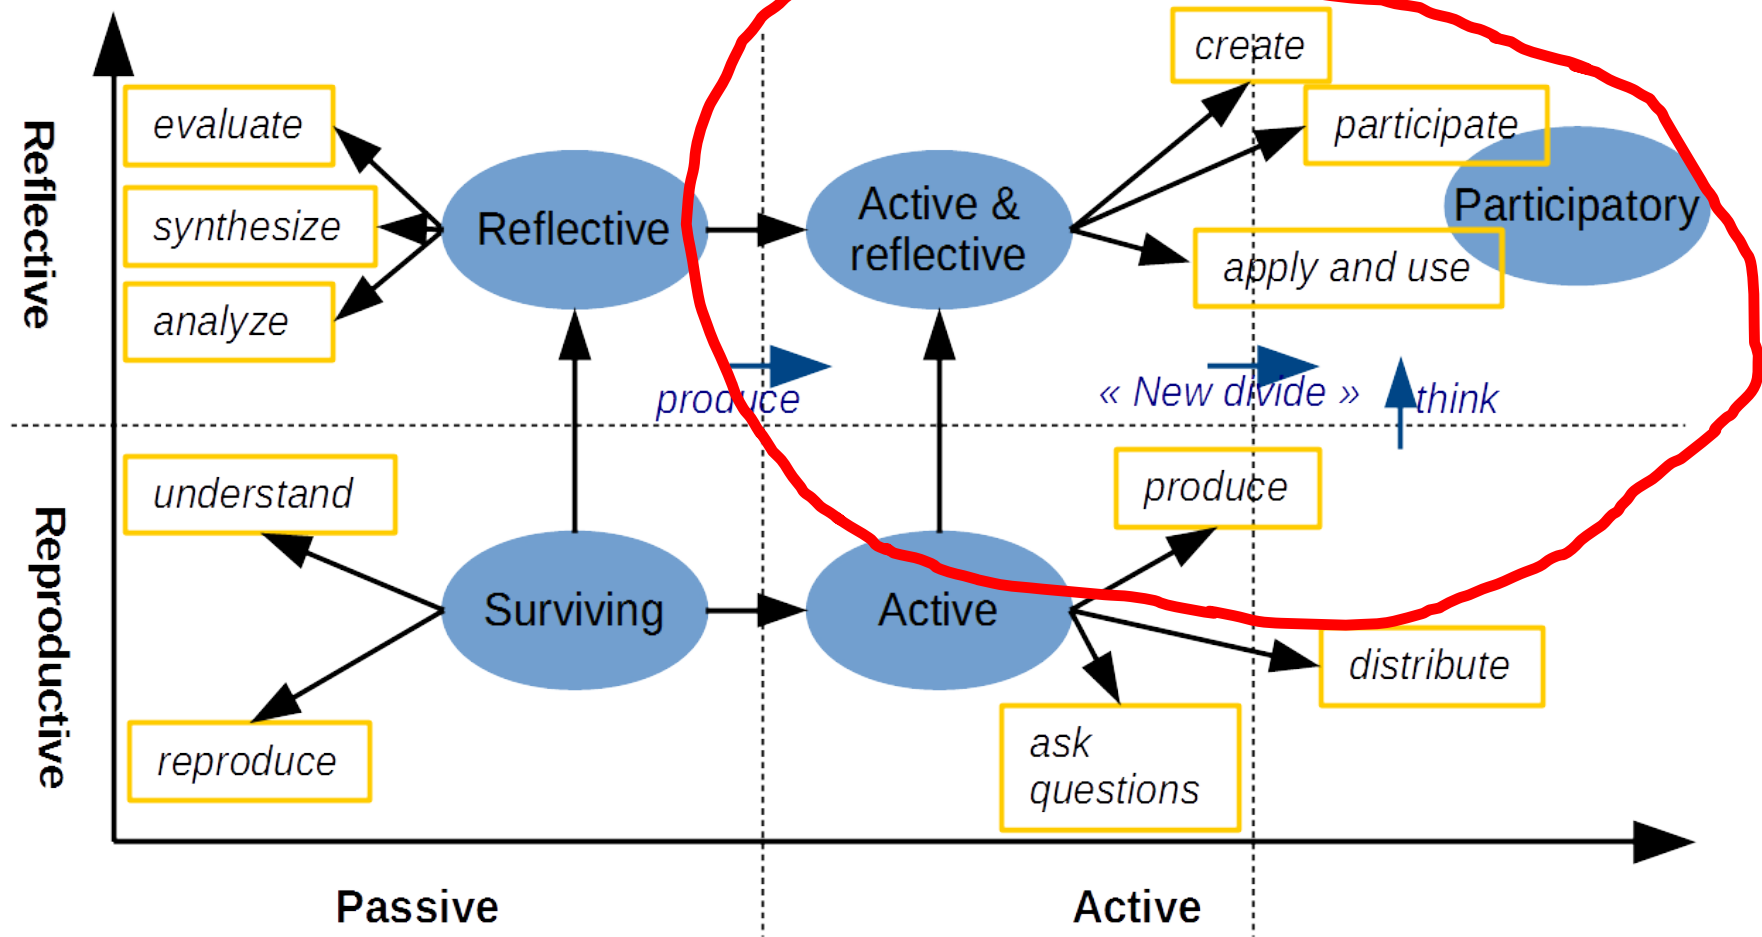 create
evaluate
participate
Reflective
synthesize
Reflective
Active &
reflective
Participatory
apply and use
analyze
produce
« New divide »
think
understand
produce
Reproductive
Surviving
Active
distribute
reproduce
ask
questions
Passive
Active